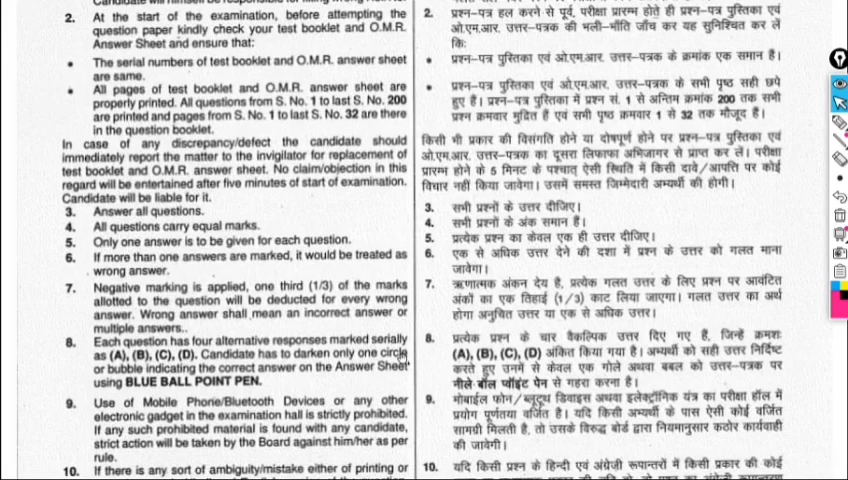 2. At the start of the examination, before attempting the
question paper kindly check your test booklet and O.M.R.
Answer Sheet and ensure that:
• The serial numbers of test booklet and O.M.R. answer sheet
are same.
• All pages of test booklet and O.M.R. answer sheet are
properly printed. All questions from S. No. 1 to last S. No. 200
are printed and pages from S. No. 1 to last S. No. 32 are there
in the question booklet.
In case of any discrepancy/defect the candidate should
immediately report the matter to the invigilator for replacement of
test booklet and O.M.R. answer sheet. No claim/objection in this
regard will be entertained after five minutes of start of examination.
Candidate will be liable for it.
3. Answer all questions.
4. All questions carry equal marks.
5. Only one answer is to be given for each question.
6. If more than one answers are marked, it would be treated as
wrong answer.
7. Negative marking is applied, one third (1/3) of the marks
allotted to the question will be deducted for every wrong
answer. Wrong answer shall mean an incorrect answer or
multiple answers..
8. Each question has four alternative responses marked serially
as (A), (B), (C), (D). Candidate has to darken only one circle
or bubble indicating the correct answer on the Answer Sheet
using BLUE BALL POINT PEN.
9. Use of Mobile Phone/Bluetooth Devices or any other
electronic gadget in the examination hall is strictly prohibited.
If any such prohibited material is found with any candidate,
strict action will be taken by the Board against him/her as per
rule.
10. If there is any sort of ambiguity/mistake either of printing or
2. प्रश्न-पत्र हल करने से पूर्व, परीक्षा प्रारम्भ होते ही प्रश्न-पत्र पुस्तिका एवं
ओ.एम.आर. उत्तर-पत्रक की भली-भाँति जाँच कर यह सुनिश्चित कर लें
कि:
• प्रश्न-पत्र पुस्तिका एवं ओ.एम.आर. उत्तर-पत्रक के क्रमांक एक समान है।
• प्रश्न-पत्र पुस्तिका एवं ओ.एम.आर. उत्तर-पत्रक के सभी पृष्ठ सही छपे
हुए हैं। प्रश्न-पत्र पुस्तिका में प्रश्न सं. 1 से अन्तिम क्रमांक 200 तक सभी
प्रश्न क्रमवार मुद्रित हैं एवं सभी पृष्ठ क्रमवार 1 से 32 तक मौजूद हैं।
किसी भी प्रकार की विसंगति होने या दोषपूर्ण होने पर प्रश्न-पत्र पुस्तिका एवं
ओ.एम.आर. उत्तर-पत्रक का दूसरा लिफाफा अभिजागर से प्राप्त कर लें। परीक्षा
प्रारम्भ होने के 5 मिनट के पश्चात् ऐसी स्थिति में किसी दावे/आपत्ति पर कोई
विचार नहीं किया जावेगा। उसमें समस्त जिम्मेदारी अभ्यर्थी की होगी।
3. सभी प्रश्नों के उत्तर दीजिए।
4. सभी प्रश्नों के अंक समान हैं।
5. प्रत्येक प्रश्न का केवल एक ही उत्तर दीजिए।
6. एक से अधिक उत्तर देने की दशा में प्रश्न के उत्तर को गलत माना
जावेगा।
7. ऋणात्मक अंकन देय है, प्रत्येक गलत उत्तर के लिए प्रश्न पर आवंटित
अंकों का एक तिहाई (1/3) काट लिया जाएगा। गलत उत्तर का अर्थ
होगा अनुचित उत्तर या एक से अधिक उत्तर।
8. प्रत्येक प्रश्न के चार वैकल्पिक उत्तर दिए गए हैं, जिन्हें क्रमशः
(A), (B), (C), (D) अंकित किया गया है। अभ्यर्थी को सही उत्तर निर्दिष्ट
करते हुए उनमें से केवल एक गोले अथवा बबल को उत्तर-पत्रक पर
नीले बॉल प्वॉइंट पेन से गहरा करना है।
9. मोबाईल फोन/ब्लूटूथ डिवाइस अथवा इलेक्ट्रॉनिक यंत्र का परीक्षा हॉल में
प्रयोग पूर्णतया वर्जित है। यदि किसी अभ्यर्थी के पास ऐसी कोई वर्जित
सामग्री मिलती है, तो उसके विरुद्ध बोर्ड द्वारा नियमानुसार कठोर कार्यवाही
की जावेगी।
10. यदि किसी प्रश्न के हिन्दी एवं अंग्रेजी रूपान्तरों में किसी प्रकार की कोई